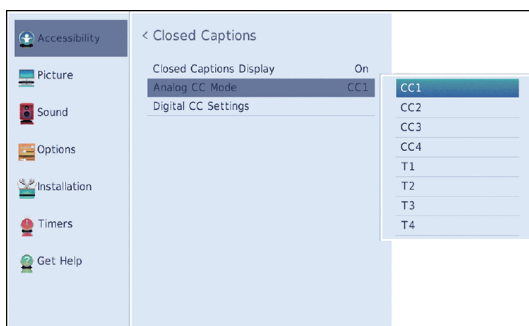 Accessibility
Picture
Sound
Options
Installation
Timers
Get Help
< Closed Captions
Closed Captions Display On
Analog CC Mode CC1
Digital CC Settings
CC1
CC2
CC3
CC4
T1
T2
T3
T4